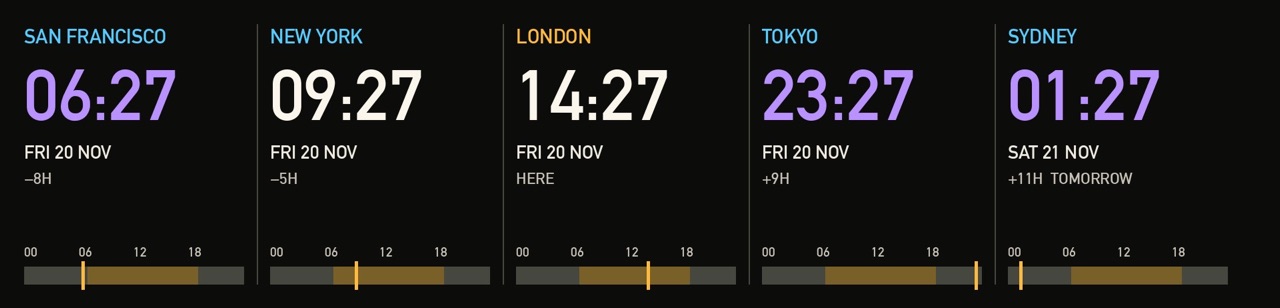 SAN FRANCISCO
06:27
FRI 20 NOV
–8H
00 06 12 18
NEW YORK
09:27
FRI 20 NOV
–5H
00 06 12 18
LONDON
14:27
FRI 20 NOV
HERE
00 06 12 18
TOKYO
23:27
FRI 20 NOV
+9H
00 06 12 18
SYDNEY
01:27
SAT 21 NOV
+11H TOMORROW
00 06 12 18